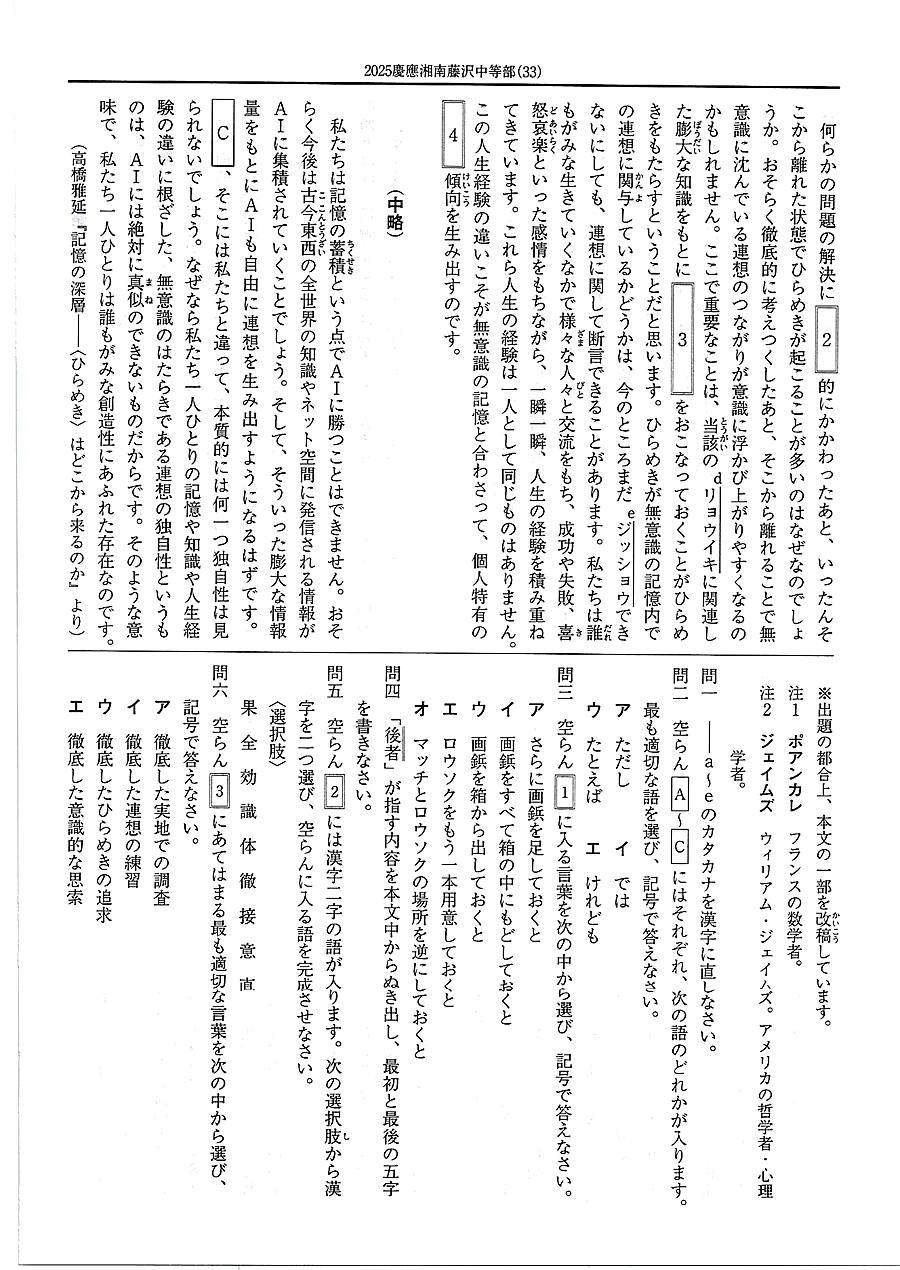 2025慶應湘南藤沢中等部(33)
何らかの問題の解決に 2 的にかかわったあと、いったんそ
こから離れた状態でひらめきが起こることが多いのはなぜなのでしょ
うか。おそらく徹底的に考えつくしたあと、そこから離れることで無
意識に沈んでいる連想のつながりが意識に浮かび上がりやすくなるの
かもしれません。ここで重要なことは、当該のdリョウイキに関連し
た膨大な知識をもとに 3 をおこなっておくことがひらめ
きをもたらすということだと思います。ひらめきが無意識の記憶内で
の連想に関与しているかどうかは、今のところまだeジッショウでき
ないにしても、連想に関して断言できることがあります。私たちは誰
もがみな生きていくなかで様々な人々と交流をもち、成功や失敗、喜
怒哀楽といった感情をもちながら、一瞬一瞬、人生の経験を積み重ね
てきています。これら人生の経験は一人として同じものはありません。
この人生経験の違いこそが無意識の記憶と合わさって、個人特有の
4 傾向を生み出すのです。
(中略)
私たちは記憶の蓄積という点でAIに勝つことはできません。おそ
らく今後は古今東西の全世界の知識やネット空間に発信される情報が
AIに集積されていくことでしょう。そして、そういった膨大な情報
量をもとにAIも自由に連想を生み出すようになるはずです。
C 、そこには私たちと違って、本質的には何一つ独自性は見
られないでしょう。なぜなら私たち一人ひとりの記憶や知識や人生経
験の違いに根ざした、無意識のはたらきである連想の独自性というも
のは、AIには絶対に真似のできないものだからです。そのような意
味で、私たち一人ひとりは誰もがみな創造性にあふれた存在なのです。
(高橋雅延『記憶の深層――〈ひらめき〉はどこから来るのか』より)
※出題の都合上、本文の一部を改稿しています。
注1 ポアンカレ フランスの数学者。
注2 ジェイムズ ウィリアム・ジェイムズ。アメリカの哲学者・心理
学者。
問一 ――a~eのカタカナを漢字に直しなさい。
問二 空らん A ~ C にはそれぞれ、次の語のどれかが入ります。
最も適切な語を選び、記号で答えなさい。
ア ただし イ では
ウ たとえば エ けれども
問三 空らん 1 に入る言葉を次の中から選び、記号で答えなさい。
ア さらに画鋲を足しておくと
イ 画鋲をすべて箱の中にもどしておくと
ウ 画鋲を箱から出しておくと
エ ロウソクをもう一本用意しておくと
オ マッチとロウソクの場所を逆にしておくと
問四 「後者」が指す内容を本文中からぬき出し、最初と最後の五字
を書きなさい。
問五 空らん 2 には漢字二字の語が入ります。次の選択肢から漢
字を二つ選び、空らんに入る語を完成させなさい。
〈選択肢〉
果 全 効 識 体 徹 接 意 直
問六 空らん 3 にあてはまる最も適切な言葉を次の中から選び、
記号で答えなさい。
ア 徹底した実地での調査
イ 徹底した連想の練習
ウ 徹底したひらめきの追求
エ 徹底した意識的な思索